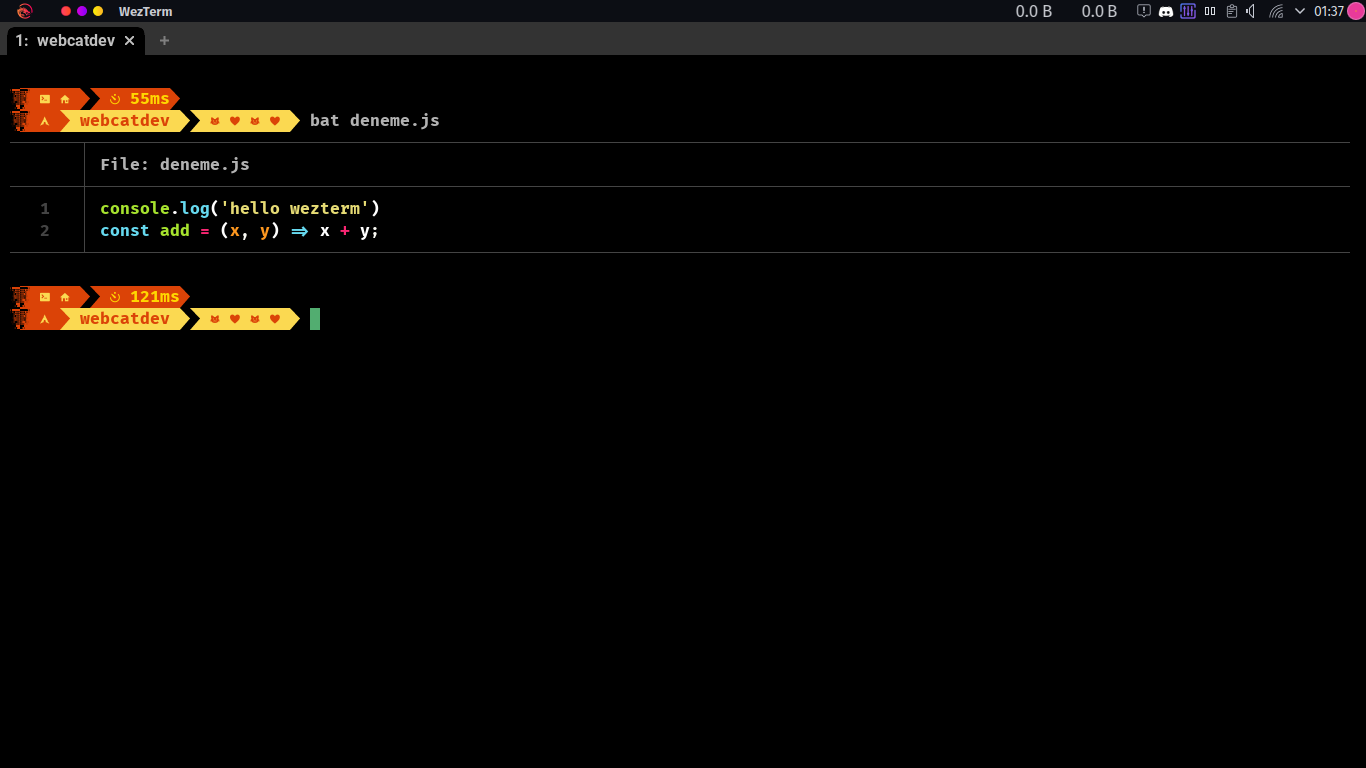 WezTerm 0.0 B 0.0 B 01:37
1: webcatdev × +
55ms
webcatdev bat deneme.js
File: deneme.js
1 console.log('hello wezterm')
2 const add = (x, y) => x + y;
121ms
webcatdev